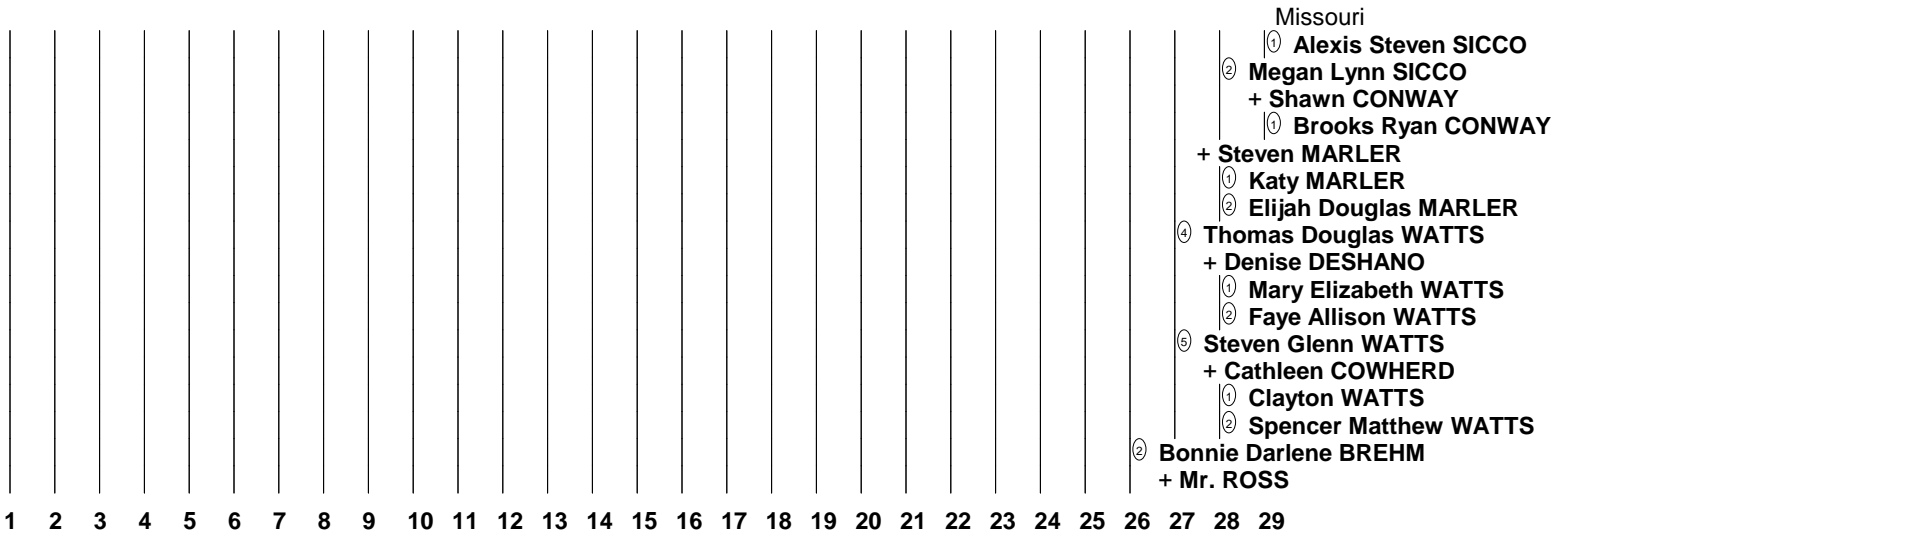 Missouri
① Alexis Steven SICCO
② Megan Lynn SICCO
+ Shawn CONWAY
① Brooks Ryan CONWAY
+ Steven MARLER
① Katy MARLER
② Elijah Douglas MARLER
④ Thomas Douglas WATTS
+ Denise DESHANO
① Mary Elizabeth WATTS
② Faye Allison WATTS
⑤ Steven Glenn WATTS
+ Cathleen COWHERD
① Clayton WATTS
② Spencer Matthew WATTS
② Bonnie Darlene BREHM
+ Mr. ROSS
1 2 3 4 5 6 7 8 9 10 11 12 13 14 15 16 17 18 19 20 21 22 23 24 25 26 27 28 29